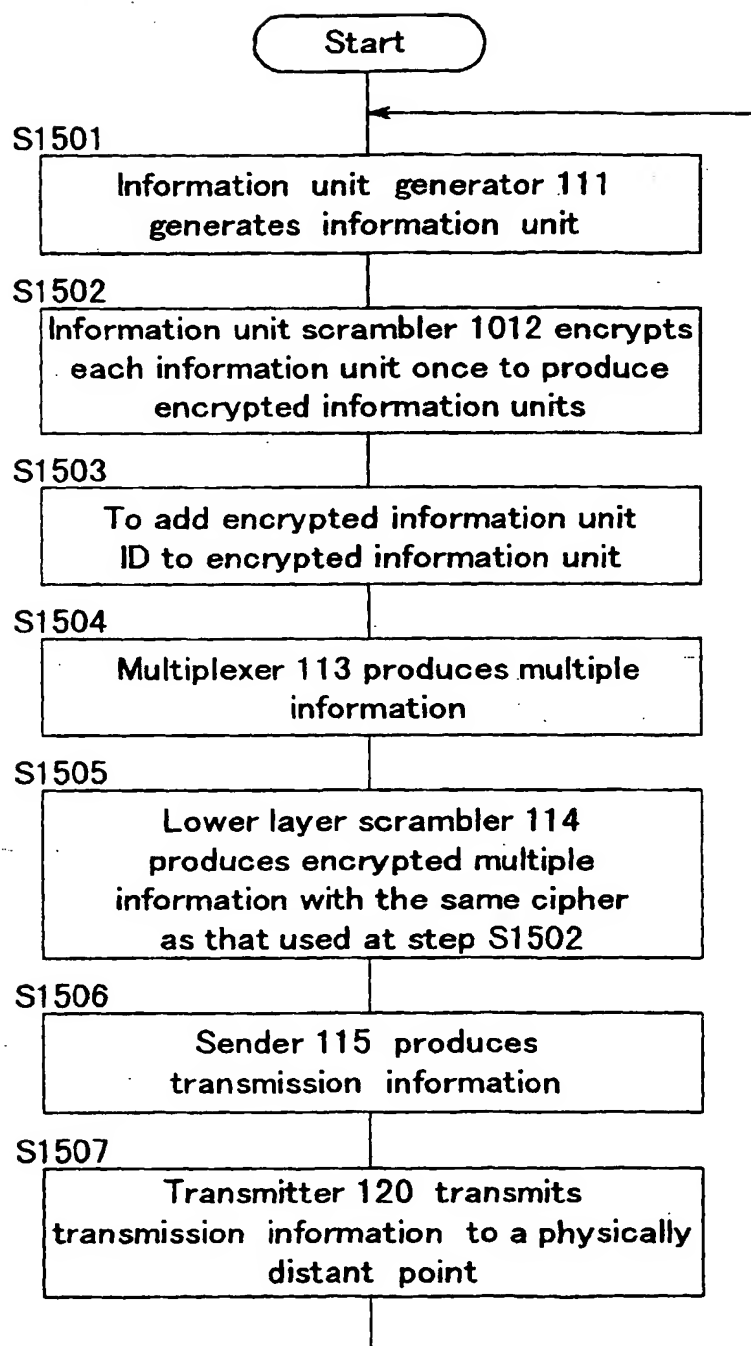 Start
S1501
Information unit generator 111
generates information unit
S1502
Information unit scrambler 1012 encrypts
each information unit once to produce
encrypted information units
S1503
To add encrypted information unit
ID to encrypted information unit
S1504
Multiplexer 113 produces multiple
information
S1505
Lower layer scrambler 114
produces encrypted multiple
information with the same cipher
as that used at step S1502
S1506
Sender 115 produces
transmission information
S1507
Transmitter 120 transmits
transmission information to a physically
distant point